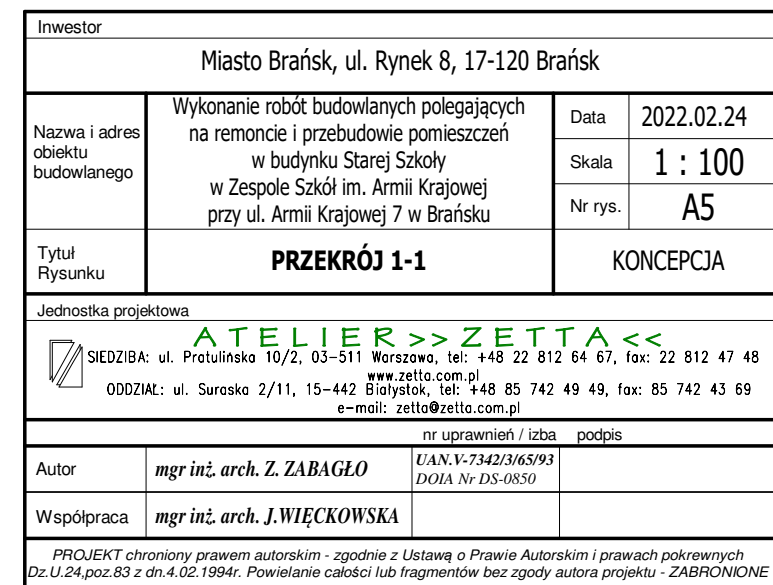 Inwestor
Miasto Brańsk, ul. Rynek 8, 17-120 Brańsk
Nazwa i adres
obiektu
budowlanego
Wykonanie robót budowlanych polegających
na remoncie i przebudowie pomieszczeń
w budynku Starej Szkoły
w Zespole Szkół im. Armii Krajowej
przy ul. Armii Krajowej 7 w Brańsku
Data 2022.02.24
Skala 1 : 100
Nr rys. A5
Tytuł
Rysunku
PRZEKRÓJ 1-1
KONCEPCJA
Jednostka projektowa
ATELIER>>ZETTA<<
SIEDZIBA: ul. Pratulińska 10/2, 03-511 Warszawa, tel: +48 22 812 64 67, fax: 22 812 47 48
www.zetta.com.pl
ODDZIAŁ: ul. Suraska 2/11, 15-442 Białystok, tel: +48 85 742 49 49, fax: 85 742 43 69
e-mail: zetta@zetta.com.pl
nr uprawnień / izba podpis
Autor mgr inż. arch. Z. ZABAGŁO UAN.V-7342/3/65/93
DOIA Nr DS-0850
Współpraca mgr inż. arch. J.WIĘCKOWSKA
PROJEKT chroniony prawem autorskim - zgodnie z Ustawą o Prawie Autorskim i prawach pokrewnych
Dz.U.24,poz.83 z dn.4.02.1994r. Powielanie całości lub fragmentów bez zgody autora projektu - ZABRONIONE